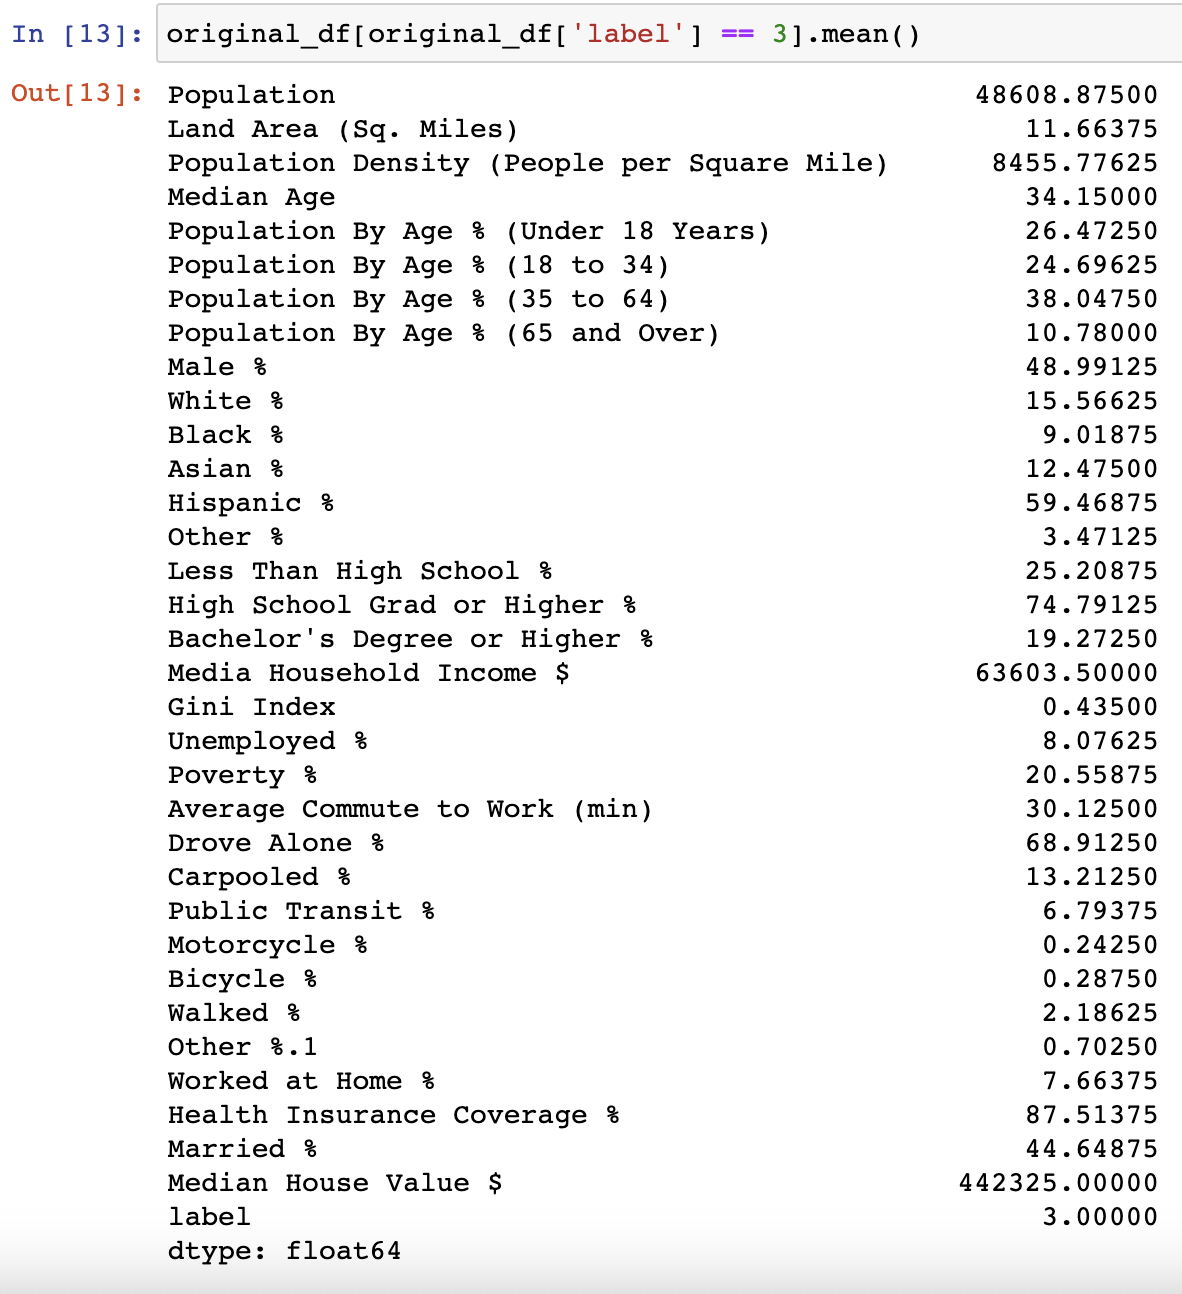 In [13]: original_df[original_df['label'] == 3].mean()
Out[13]: Population 48608.87500
Land Area (Sq. Miles) 11.66375
Population Density (People per Square Mile) 8455.77625
Median Age 34.15000
Population By Age % (Under 18 Years) 26.47250
Population By Age % (18 to 34) 24.69625
Population By Age % (35 to 64) 38.04750
Population By Age % (65 and Over) 10.78000
Male % 48.99125
White % 15.56625
Black % 9.01875
Asian % 12.47500
Hispanic % 59.46875
Other % 3.47125
Less Than High School % 25.20875
High School Grad or Higher % 74.79125
Bachelor's Degree or Higher % 19.27250
Media Household Income $ 63603.50000
Gini Index 0.43500
Unemployed % 8.07625
Poverty % 20.55875
Average Commute to Work (min) 30.12500
Drove Alone % 68.91250
Carpooled % 13.21250
Public Transit % 6.79375
Motorcycle % 0.24250
Bicycle % 0.28750
Walked % 2.18625
Other %.1 0.70250
Worked at Home % 7.66375
Health Insurance Coverage % 87.51375
Married % 44.64875
Median House Value $ 442325.00000
label 3.00000
dtype: float64